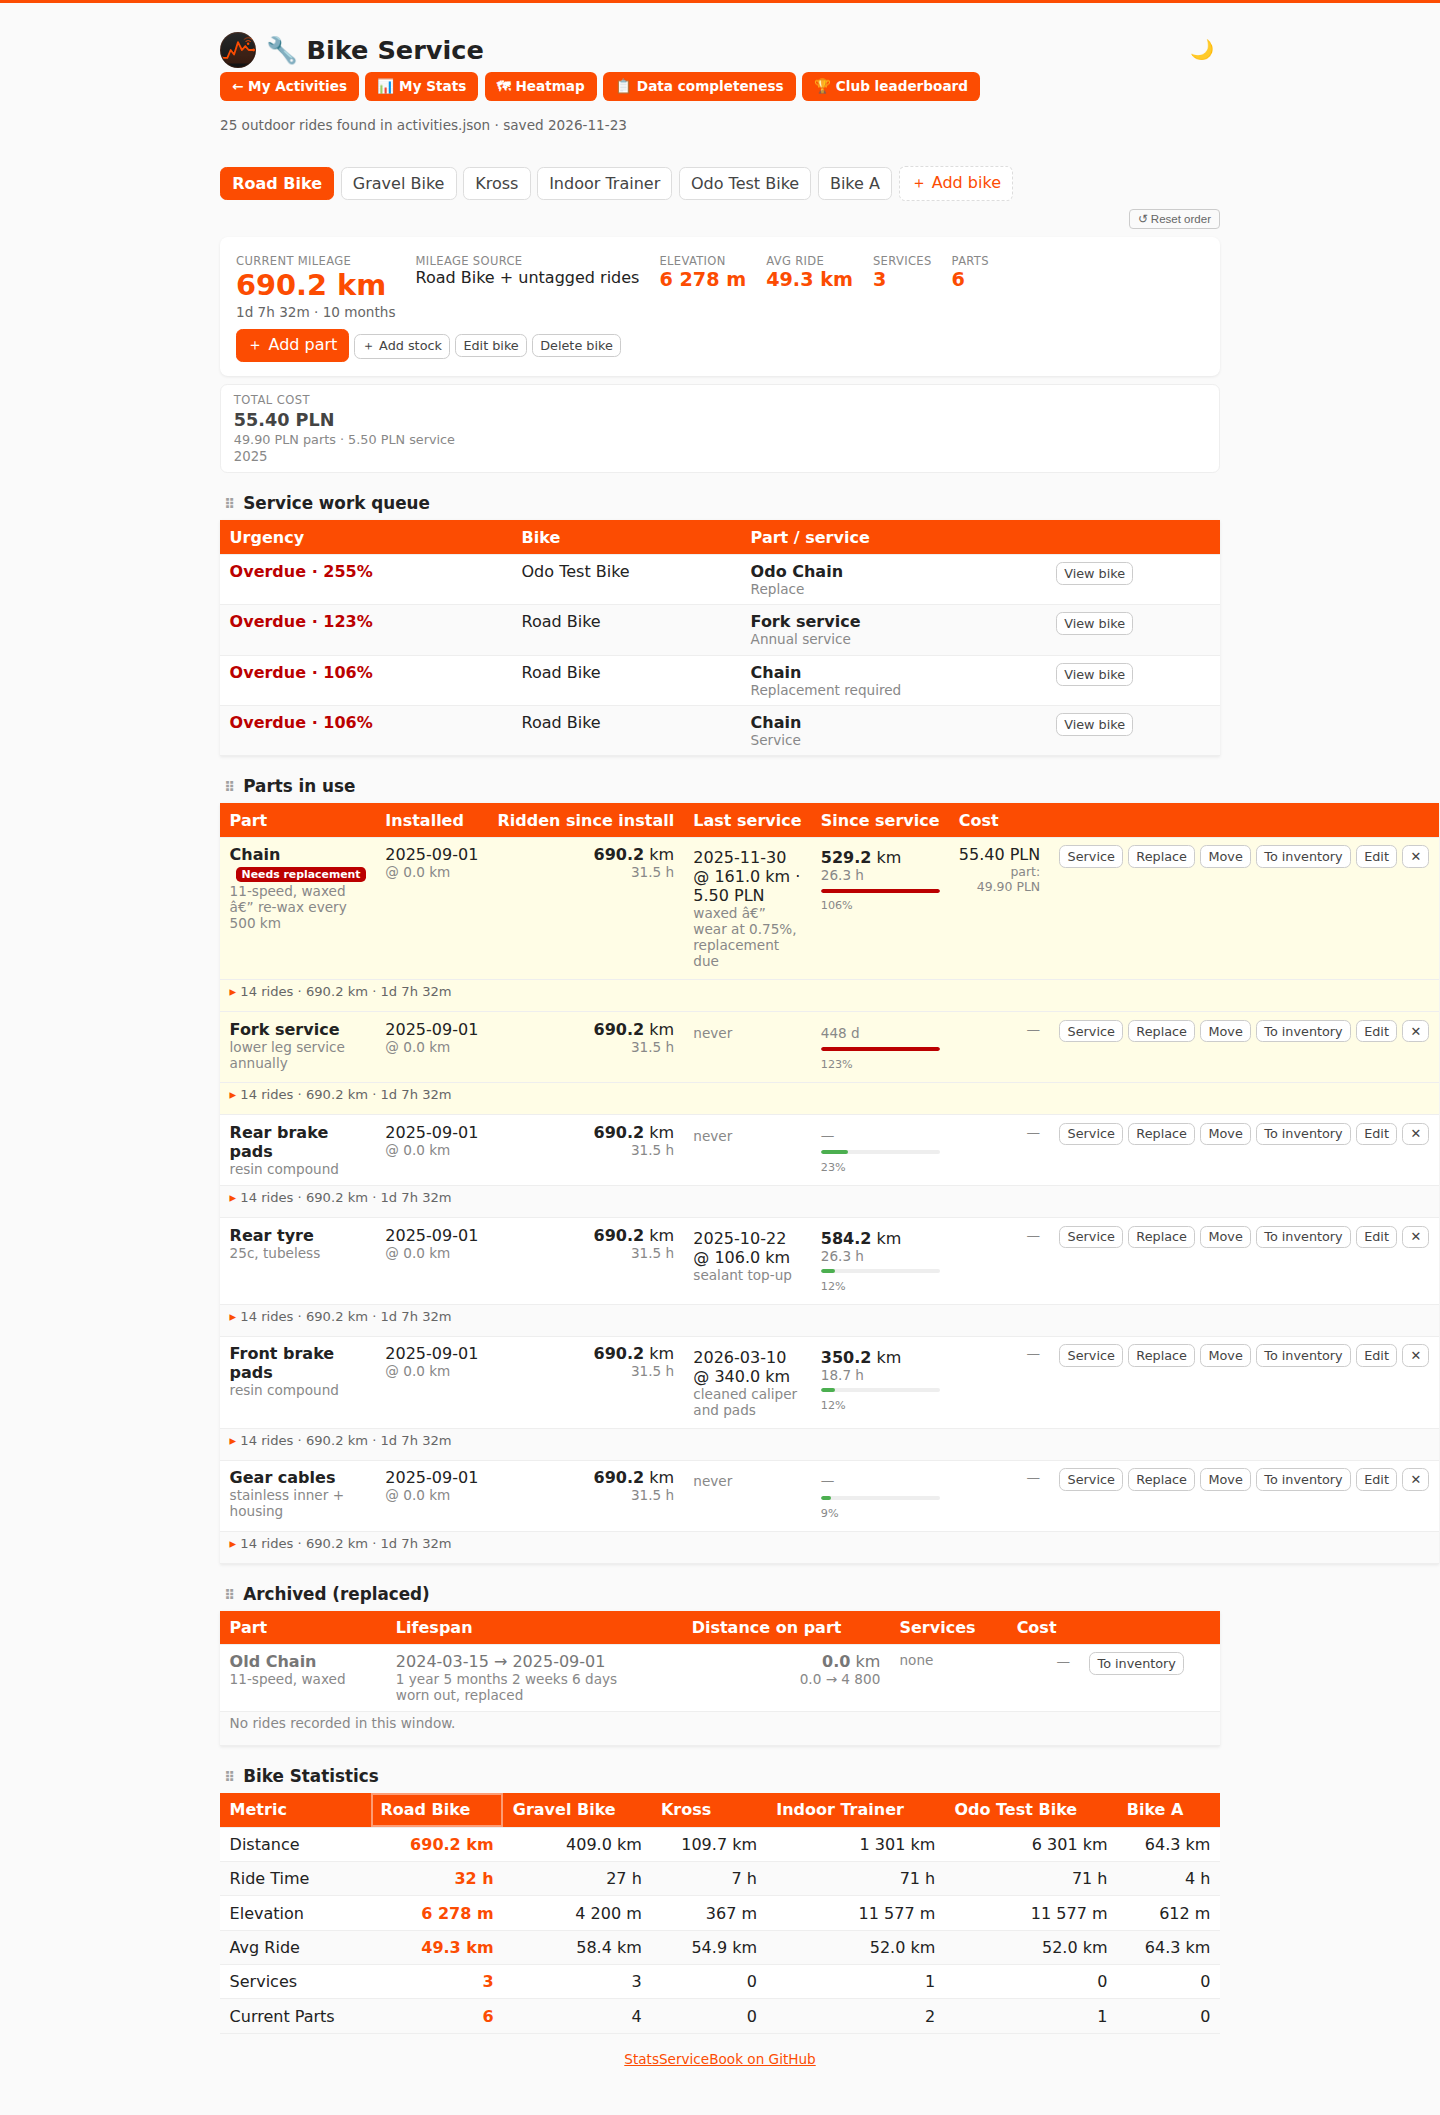 🔧 Bike Service
🌙
← My Activities 📊 My Stats 🗺 Heatmap 📋 Data completeness 🏆 Club leaderboard
25 outdoor rides found in activities.json · saved 2026-11-23
Road Bike Gravel Bike Kross Indoor Trainer Odo Test Bike Bike A + Add bike
↺ Reset order
CURRENT MILEAGE MILEAGE SOURCE ELEVATION AVG RIDE SERVICES PARTS
690.2 km Road Bike + untagged rides 6 278 m 49.3 km 3 6
1d 7h 32m · 10 months
+ Add part + Add stock Edit bike Delete bike
TOTAL COST
55.40 PLN
49.90 PLN parts · 5.50 PLN service
2025
Service work queue
Urgency Bike Part / service
Overdue · 255% Odo Test Bike Odo Chain View bike
Replace
Overdue · 123% Road Bike Fork service View bike
Annual service
Overdue · 106% Road Bike Chain View bike
Replacement required
Overdue · 106% Road Bike Chain View bike
Service
Parts in use
Part Installed Ridden since install Last service Since service Cost
Chain 2025-09-01 690.2 km 2025-11-30 529.2 km 55.40 PLN Service Replace Move To inventory Edit ✕
Needs replacement @ 0.0 km 31.5 h @ 161.0 km · 26.3 h part:
11-speed, waxed 5.50 PLN 49.90 PLN
â€” re-wax every waxed â€” 106%
500 km wear at 0.75%,
replacement
due
▸ 14 rides · 690.2 km · 1d 7h 32m
Fork service 2025-09-01 690.2 km never 448 d — Service Replace Move To inventory Edit ✕
lower leg service @ 0.0 km 31.5 h
annually 123%
▸ 14 rides · 690.2 km · 1d 7h 32m
Rear brake 2025-09-01 690.2 km never — — Service Replace Move To inventory Edit ✕
pads @ 0.0 km 31.5 h
resin compound 23%
▸ 14 rides · 690.2 km · 1d 7h 32m
Rear tyre 2025-09-01 690.2 km 2025-10-22 584.2 km — Service Replace Move To inventory Edit ✕
25c, tubeless @ 0.0 km 31.5 h @ 106.0 km 26.3 h
sealant top-up 12%
▸ 14 rides · 690.2 km · 1d 7h 32m
Front brake 2025-09-01 690.2 km 2026-03-10 350.2 km — Service Replace Move To inventory Edit ✕
pads @ 0.0 km 31.5 h @ 340.0 km 18.7 h
resin compound cleaned caliper 12%
and pads
▸ 14 rides · 690.2 km · 1d 7h 32m
Gear cables 2025-09-01 690.2 km never — — Service Replace Move To inventory Edit ✕
stainless inner + @ 0.0 km 31.5 h
housing 9%
▸ 14 rides · 690.2 km · 1d 7h 32m
Archived (replaced)
Part Lifespan Distance on part Services Cost
Old Chain 2024-03-15 → 2025-09-01 0.0 km none — To inventory
11-speed, waxed 1 year 5 months 2 weeks 6 days 0.0 → 4 800
worn out, replaced
No rides recorded in this window.
Bike Statistics
Metric Road Bike Gravel Bike Kross Indoor Trainer Odo Test Bike Bike A
Distance 690.2 km 409.0 km 109.7 km 1 301 km 6 301 km 64.3 km
Ride Time 32 h 27 h 7 h 71 h 71 h 4 h
Elevation 6 278 m 4 200 m 367 m 11 577 m 11 577 m 612 m
Avg Ride 49.3 km 58.4 km 54.9 km 52.0 km 52.0 km 64.3 km
Services 3 3 0 1 0 0
Current Parts 6 4 0 2 1 0
StatsServiceBook on GitHub